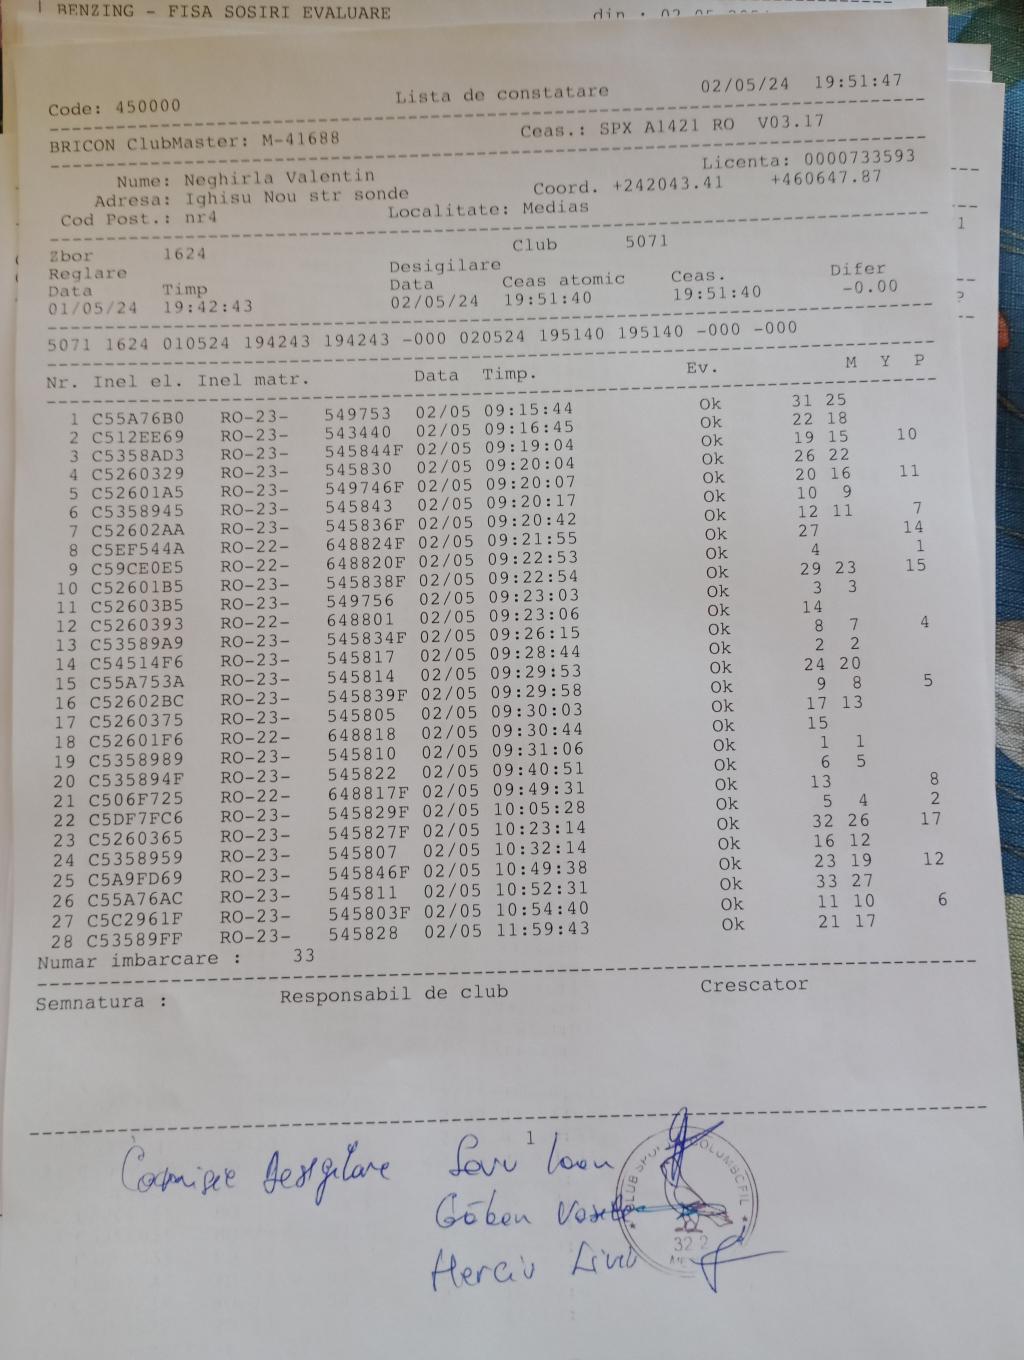 BENZING - FISA SOSIRI EVALUARE
din : 02
Code: 450000 Lista de constatare 02/05/24 19:51:47
BRICON ClubMaster: M-41688 Ceas.: SPX A1421 RO V03.17
Licenta: 0000733593
Nume: Neghirla Valentin
Adresa: Ighisu Nou str sonde Coord. +242043.41 +460647.87
Cod Post.: nr4 Localitate: Medias
Zbor 1624 Club 5071
Reglare Desigilare
Data Timp Data Ceas atomic Ceas. Difer
01/05/24 19:42:43 02/05/24 19:51:40 19:51:40 -0.00
5071 1624 010524 194243 194243 -000 020524 195140 195140 -000 -000
Nr. Inel el. Inel matr. Data Timp. Ev. M Y P
1 C55A76B0 RO-23- 549753 02/05 09:15:44 Ok 31 25
2 C512EE69 RO-23- 543440 02/05 09:16:45 Ok 22 18
3 C5358AD3 RO-23- 545844F 02/05 09:19:04 Ok 19 15 10
4 C5260329 RO-23- 545830 02/05 09:20:04 Ok 26 22
5 C52601A5 RO-23- 549746F 02/05 09:20:07 Ok 20 16 11
6 C5358945 RO-23- 545843 02/05 09:20:17 Ok 10 9
7 C52602AA RO-23- 545836F 02/05 09:20:42 Ok 12 11 7
8 C5EF544A RO-22- 648824F 02/05 09:21:55 Ok 27 14
9 C59CE0E5 RO-22- 648820F 02/05 09:22:53 Ok 4 1
10 C52601B5 RO-23- 545838F 02/05 09:22:54 Ok 29 23 15
11 C52603B5 RO-23- 549756 02/05 09:23:03 Ok 3 3
12 C5260393 RO-22- 648801 02/05 09:23:06 Ok 14
13 C53589A9 RO-23- 545834F 02/05 09:26:15 Ok 8 7 4
14 C54514F6 RO-23- 545817 02/05 09:28:44 Ok 2 2
15 C55A753A RO-23- 545814 02/05 09:29:53 Ok 24 20
16 C52602BC RO-23- 545839F 02/05 09:29:58 Ok 9 8 5
17 C5260375 RO-23- 545805 02/05 09:30:03 Ok 17 13
18 C52601F6 RO-22- 648818 02/05 09:30:44 Ok 15
19 C5358989 RO-23- 545810 02/05 09:31:06 Ok 1 1
20 C535894F RO-23- 545822 02/05 09:40:51 Ok 6 5
21 C506F725 RO-22- 648817F 02/05 09:49:31 Ok 13 8
22 C5DF7FC6 RO-23- 545829F 02/05 10:05:28 Ok 5 4 2
23 C5260365 RO-23- 545827F 02/05 10:23:14 Ok 32 26 17
24 C5358959 RO-23- 545807 02/05 10:32:14 Ok 16 12
25 C5A9FD69 RO-23- 545846F 02/05 10:49:38 Ok 23 19 12
26 C55A76AC RO-23- 545811 02/05 10:52:31 Ok 33 27
27 C5C2961F RO-23- 545803F 02/05 10:54:40 Ok 11 10 6
28 C53589FF RO-23- 545828 02/05 11:59:43 Ok 21 17
Numar imbarcare : 33
Semnatura : Responsabil de club Crescator
1
Comisie Desigilare Savu Ioan
Găban Vasile
Herciu Liviu
CLUB COLUMBOFIL